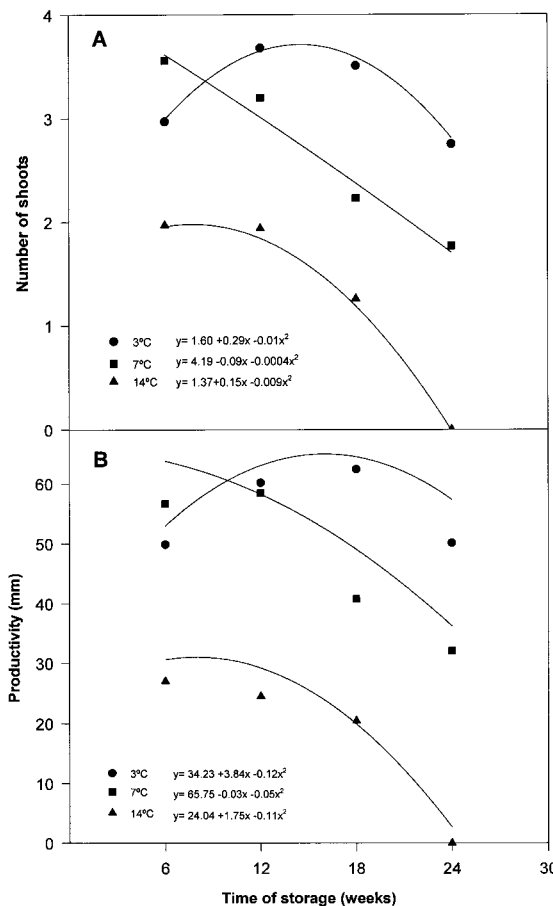 4
A
3
Number of shoots
2
1
3ºC y= 1.60 +0.29x -0.01x²
7ºC y= 4.19 -0.09x -0.0004x²
14ºC y= 1.37+0.15x -0.009x²
0
B
60
50
40
Productivity (mm)
30
20
10
3ºC y= 34.23 +3.84x -0.12x²
7ºC y= 65.75 -0.03x -0.05x²
14ºC y= 24.04 +1.75x -0.11x²
0
6 12 18 24 30
Time of storage (weeks)